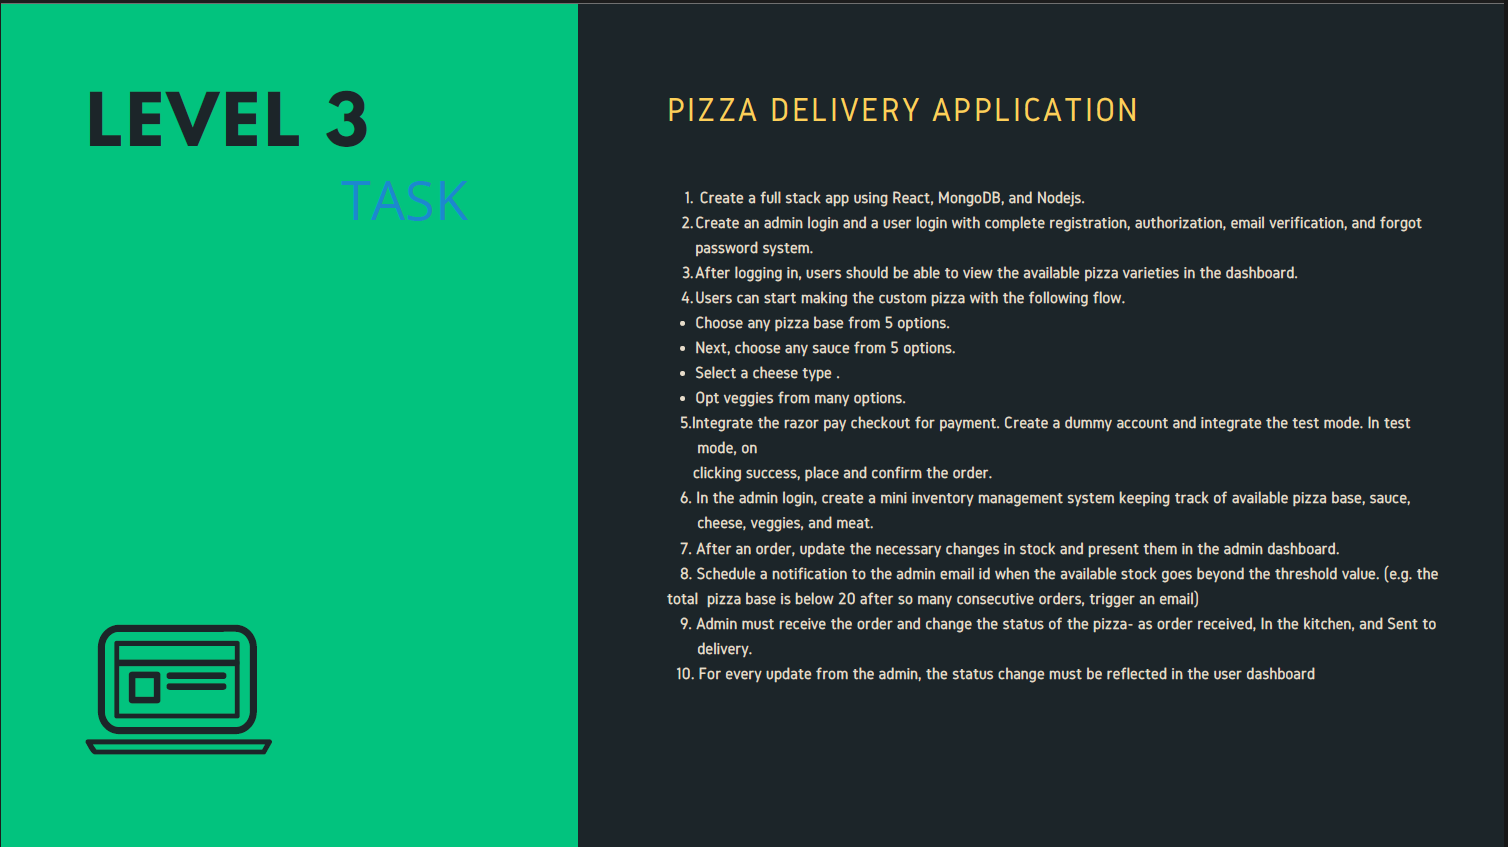 LEVEL 3
TASK
PIZZA DELIVERY APPLICATION
1. Create a full stack app using React, MongoDB, and Nodejs.
2. Create an admin login and a user login with complete registration, authorization, email verification, and forgot
password system.
3. After logging in, users should be able to view the available pizza varieties in the dashboard.
4. Users can start making the custom pizza with the following flow.
• Choose any pizza base from 5 options.
• Next, choose any sauce from 5 options.
• Select a cheese type .
• Opt veggies from many options.
5.Integrate the razor pay checkout for payment. Create a dummy account and integrate the test mode. In test
mode, on
clicking success, place and confirm the order.
6. In the admin login, create a mini inventory management system keeping track of available pizza base, sauce,
cheese, veggies, and meat.
7. After an order, update the necessary changes in stock and present them in the admin dashboard.
8. Schedule a notification to the admin email id when the available stock goes beyond the threshold value. (e.g. the
total pizza base is below 20 after so many consecutive orders, trigger an email)
9. Admin must receive the order and change the status of the pizza- as order received, In the kitchen, and Sent to
delivery.
10. For every update from the admin, the status change must be reflected in the user dashboard